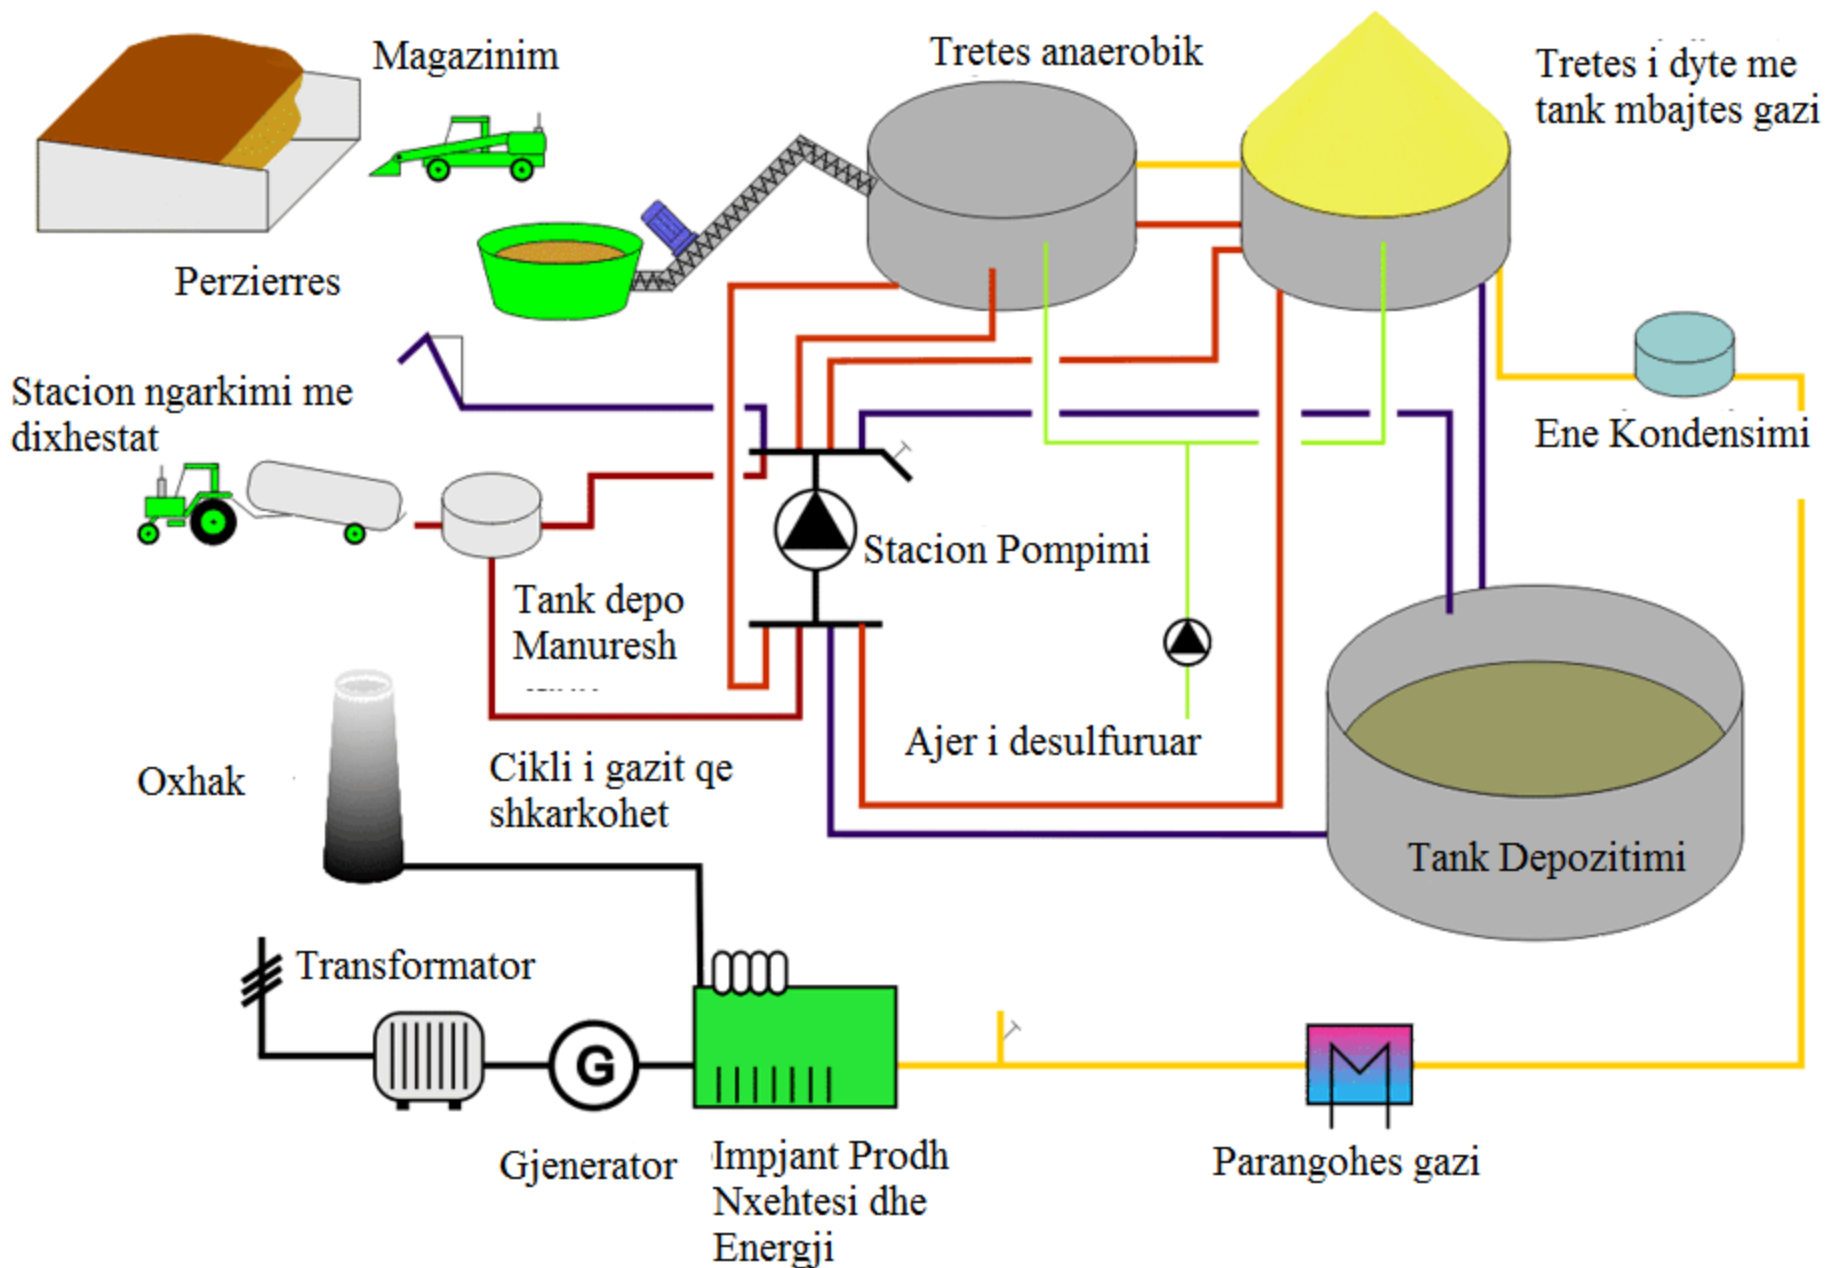 Magazinim
Tretes anaerobik
Tretes i dyte me
tank mbajtes gazi
Perzierres
Stacion ngarkimi me
dixhestat
Ene Kondensimi
Stacion Pompimi
Tank depo
Manuresh
Ajer i desulfuruar
Oxhak
Cikli i gazit qe
shkarkohet
Tank Depozitimi
Transformator
G
Gjenerator
Impjant Prodh
Nxehtesi dhe
Energji
Parangohes gazi